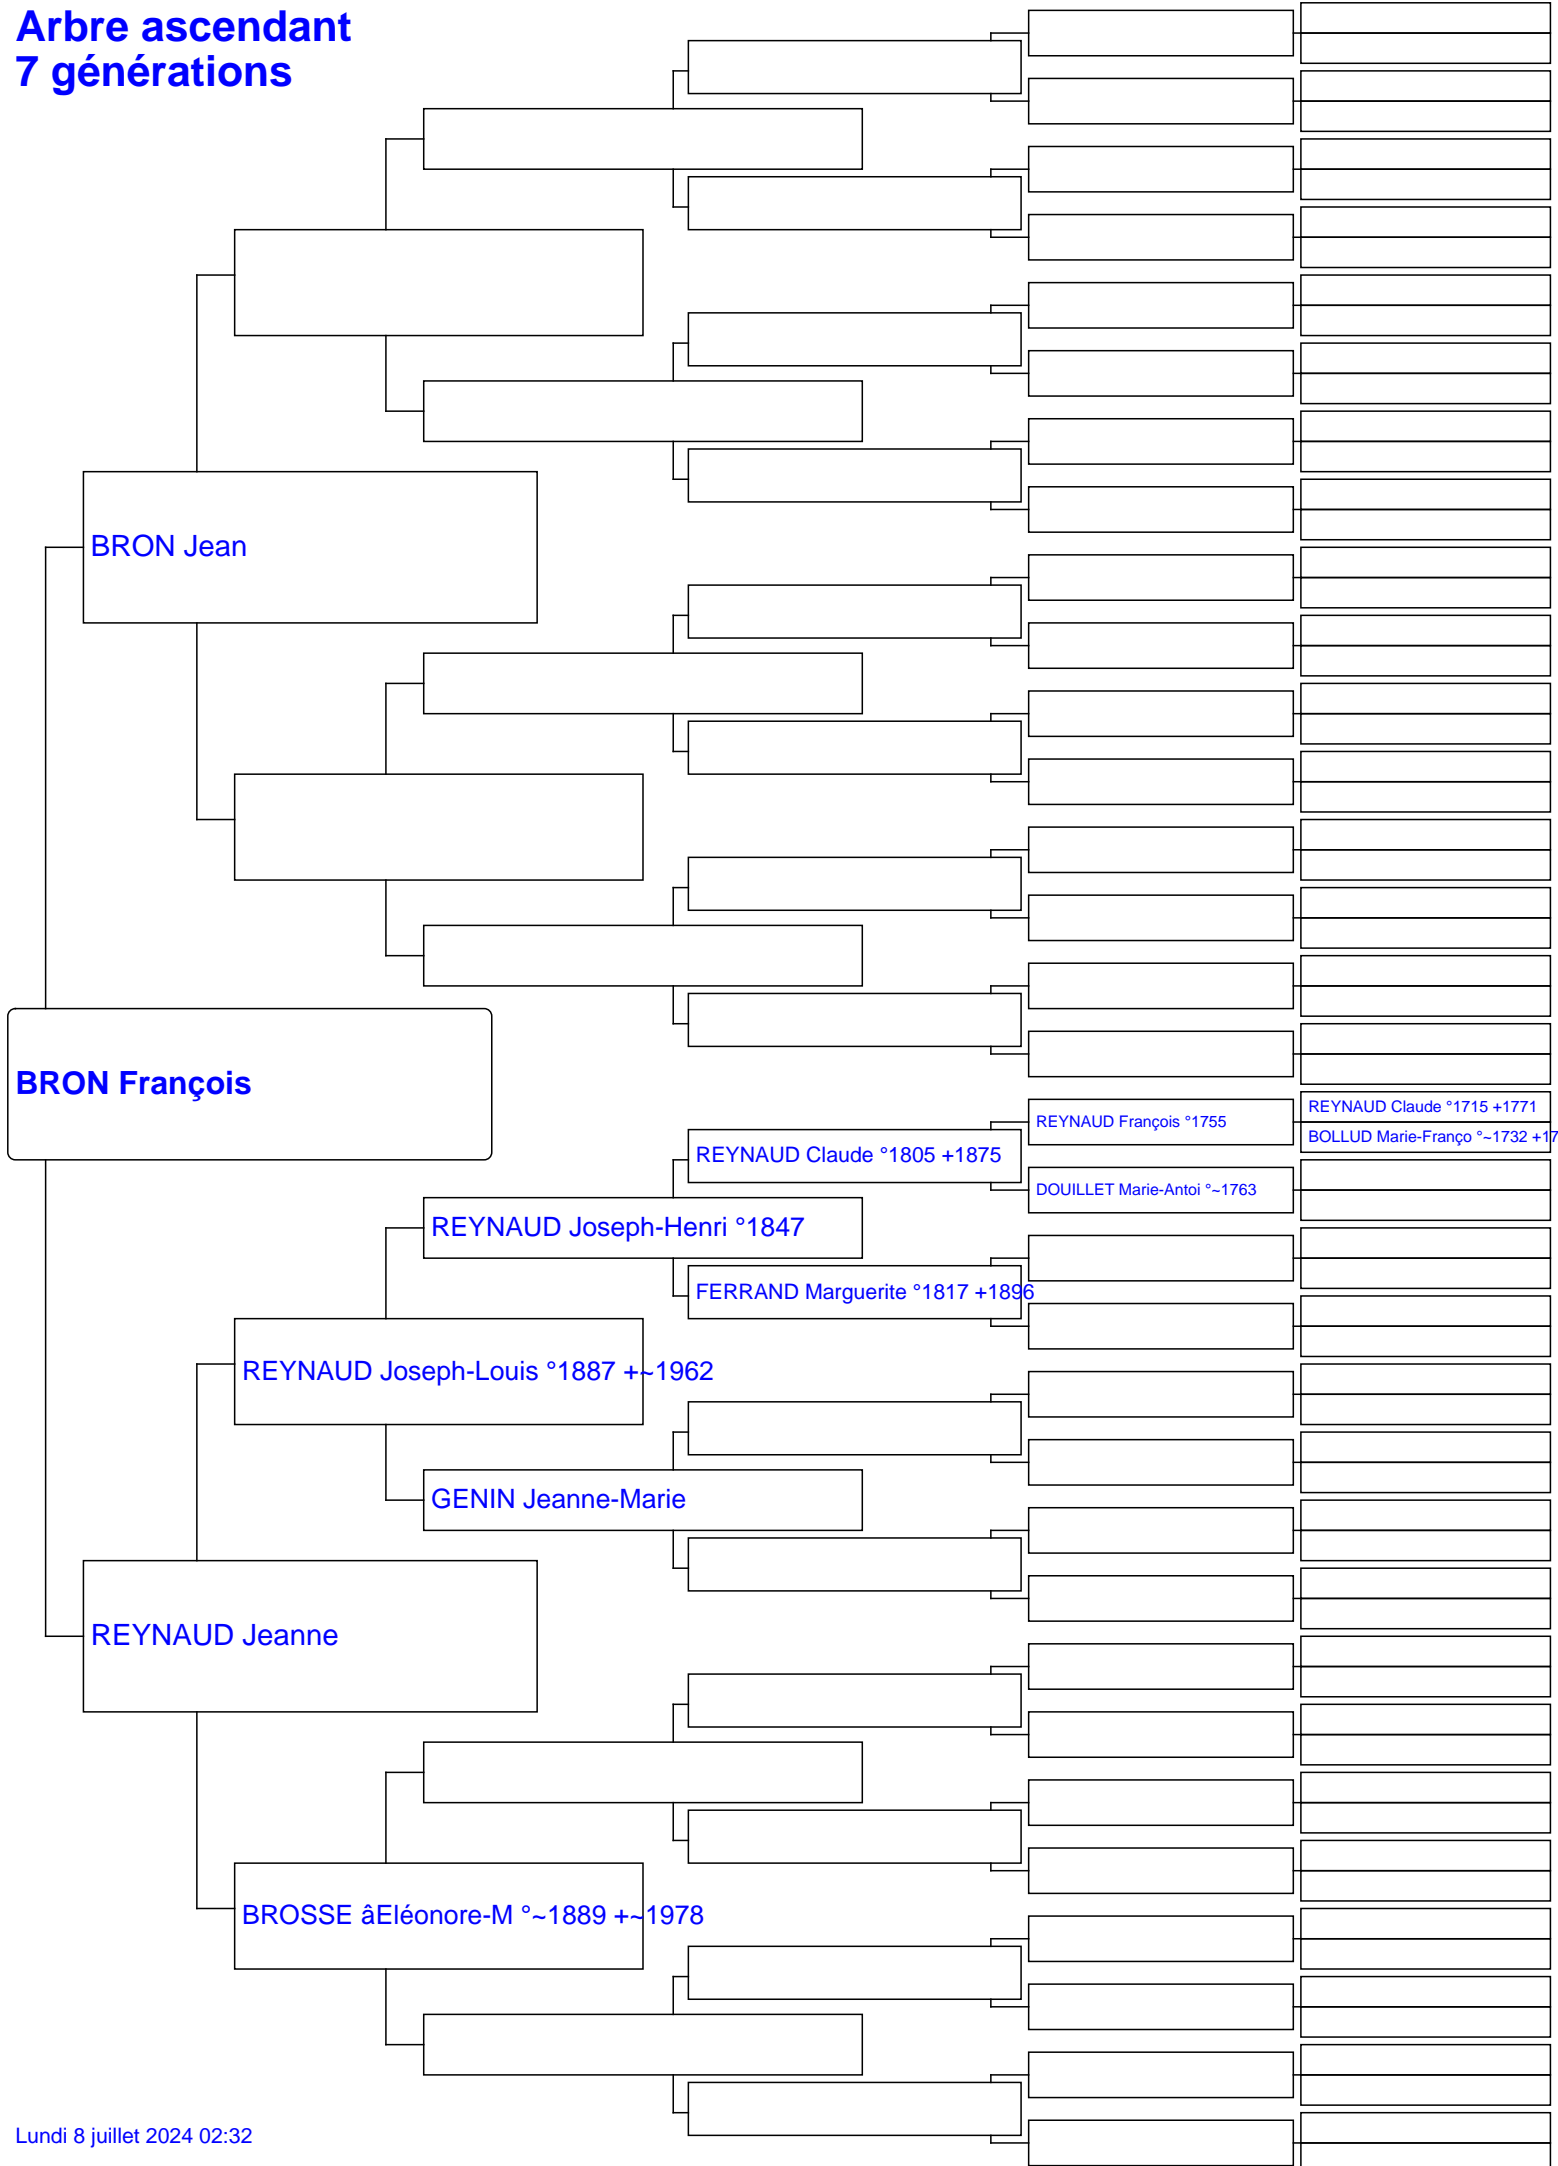 Arbre ascendant
7 générations
BRON Jean
BRON François
REYNAUD Claude °1715 +1771
REYNAUD François °1755
BOLLUD Marie-Franço °~1732 +17
REYNAUD Claude °1805 +1875
DOUILLET Marie-Antoi °~1763
REYNAUD Joseph-Henri °1847
FERRAND Marguerite °1817 +1896
REYNAUD Joseph-Louis °1887 +~1962
GENIN Jeanne-Marie
REYNAUD Jeanne
BROSSE âEléonore-M °~1889 +~1978
Lundi 8 juillet 2024 02:32